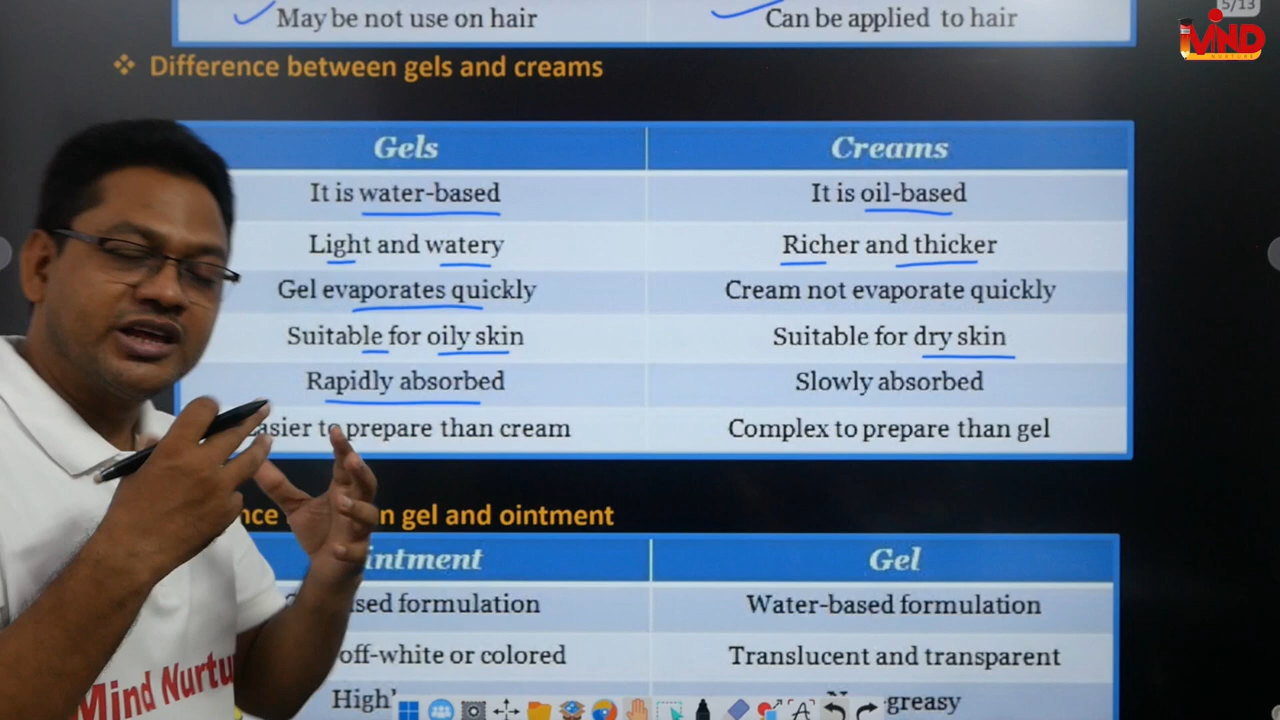 5/13
MIND
NURTURE
May be not use on hair
Can be applied to hair
Difference between gels and creams
Gels
Creams
It is water-based
It is oil-based
Light and watery
Richer and thicker
Gel evaporates quickly
Cream not evaporate quickly
Suitable for oily skin
Suitable for dry skin
Rapidly absorbed
Slowly absorbed
to prepare than cream
Complex to prepare than gel
gel and ointment
Gel
formulation
Water-based formulation
off-white or colored
Translucent and transparent
greasy
Mind